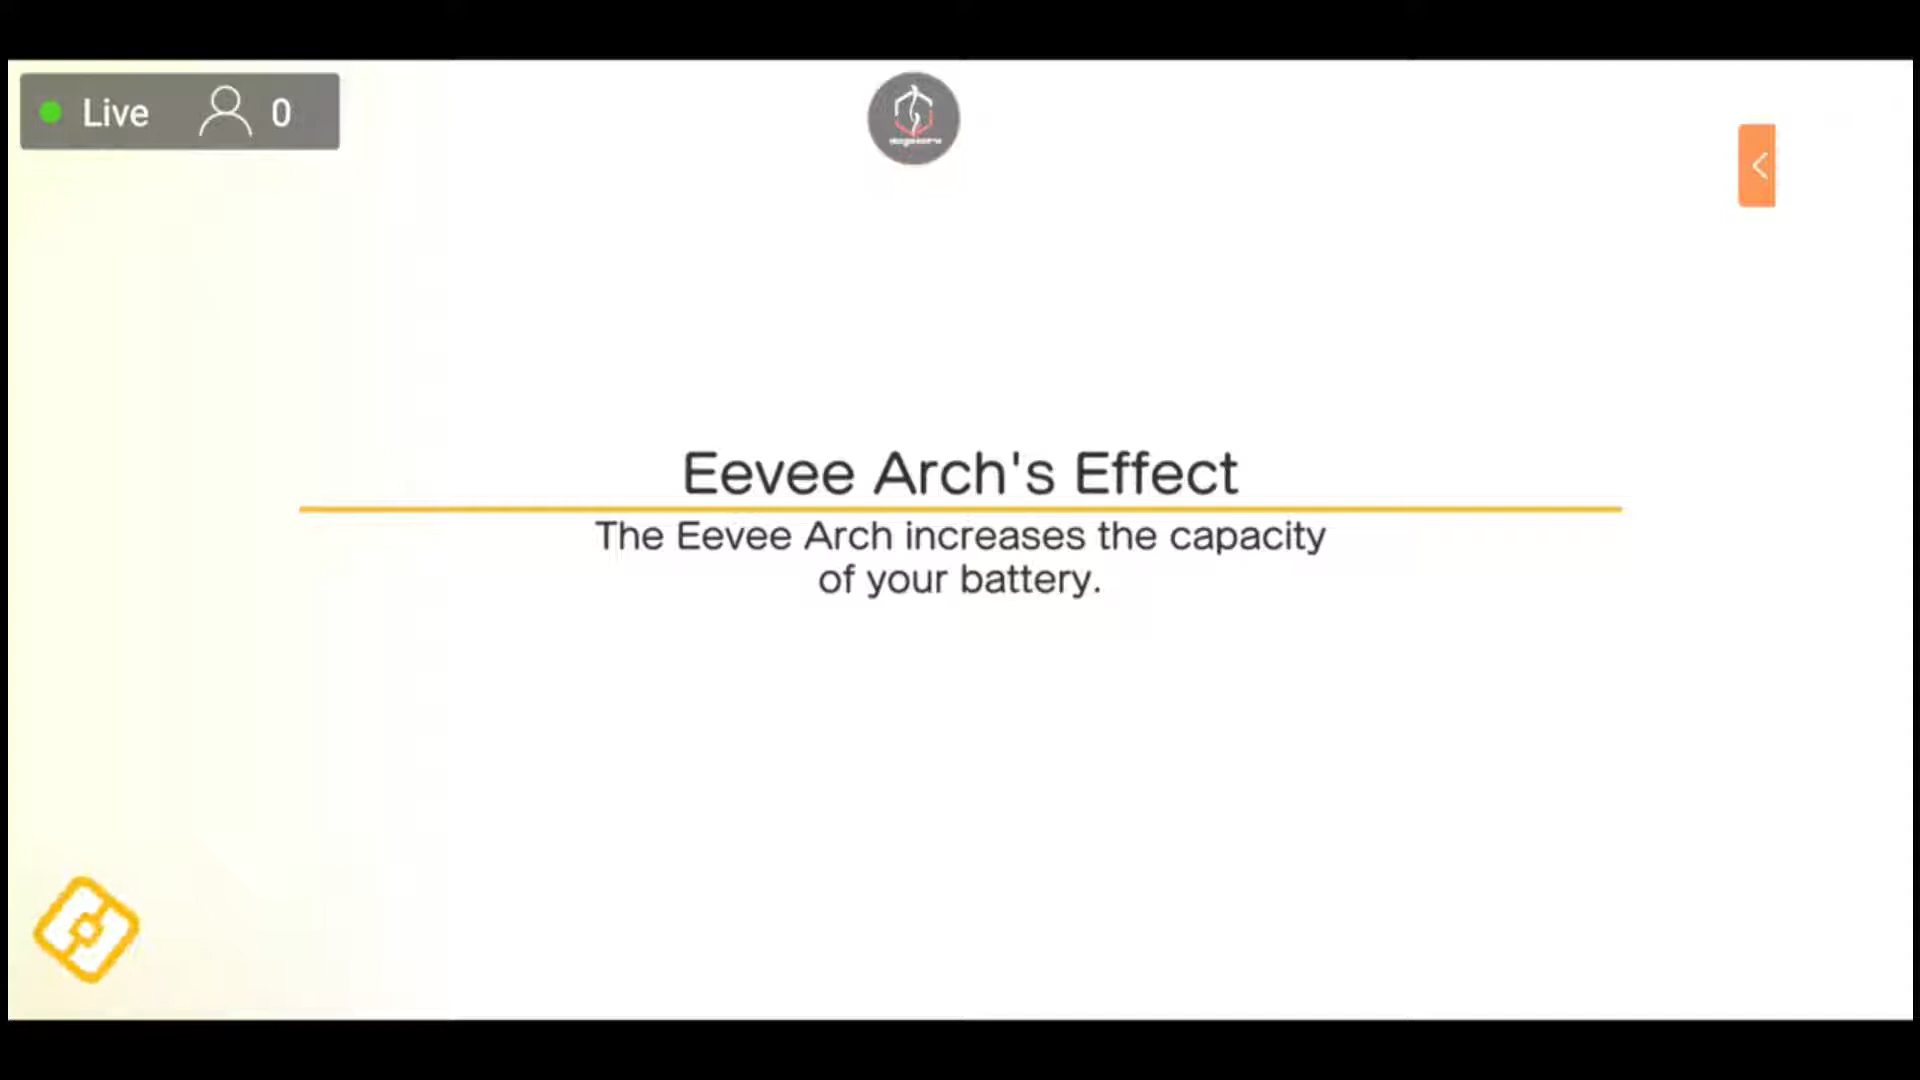 Live 0
Eevee Arch's Effect
The Eevee Arch increases the capacity
of your battery.